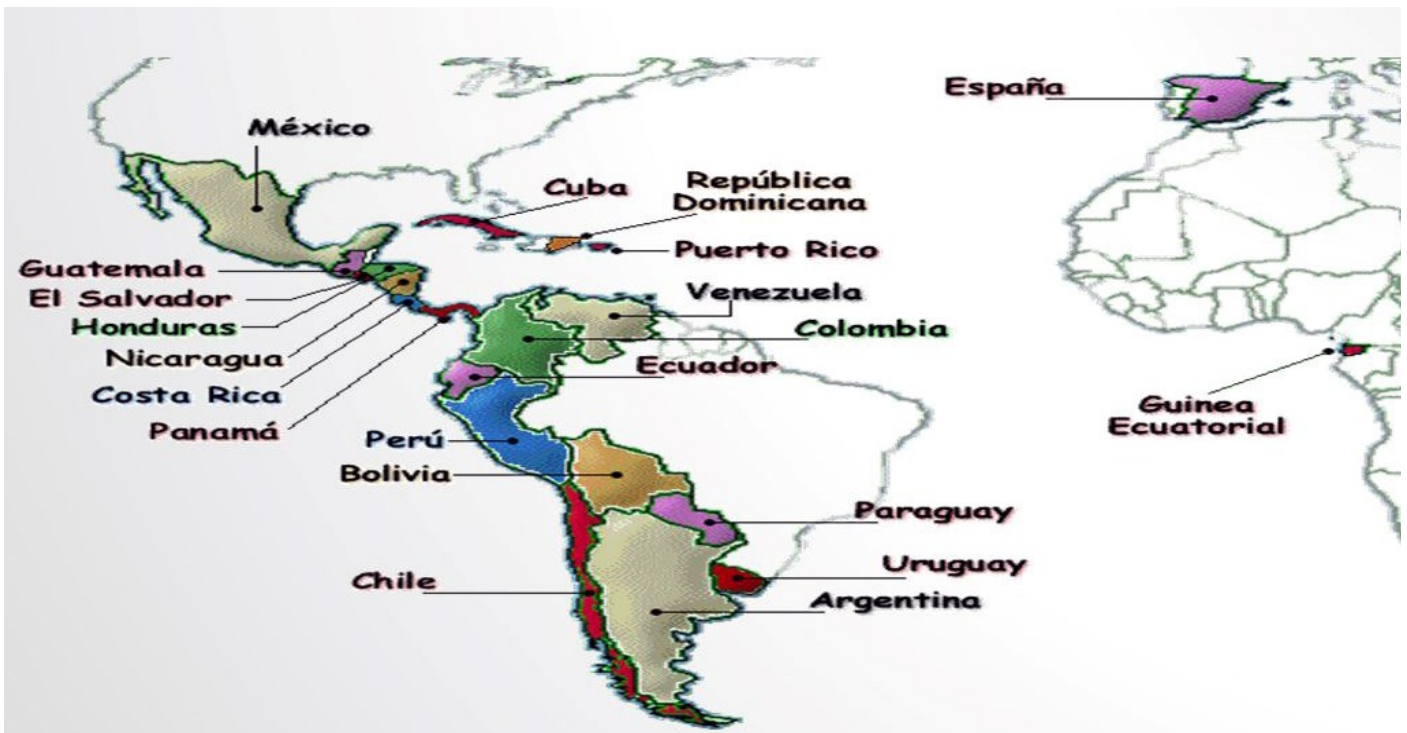 España
México
Cuba
República
Dominicana
Puerto Rico
Guatemala
El Salvador
Honduras
Nicaragua
Costa Rica
Panamá
Venezuela
Colombia
Ecuador
Perú
Bolivia
Guinea
Ecuatorial
Paraguay
Uruguay
Chile
Argentina